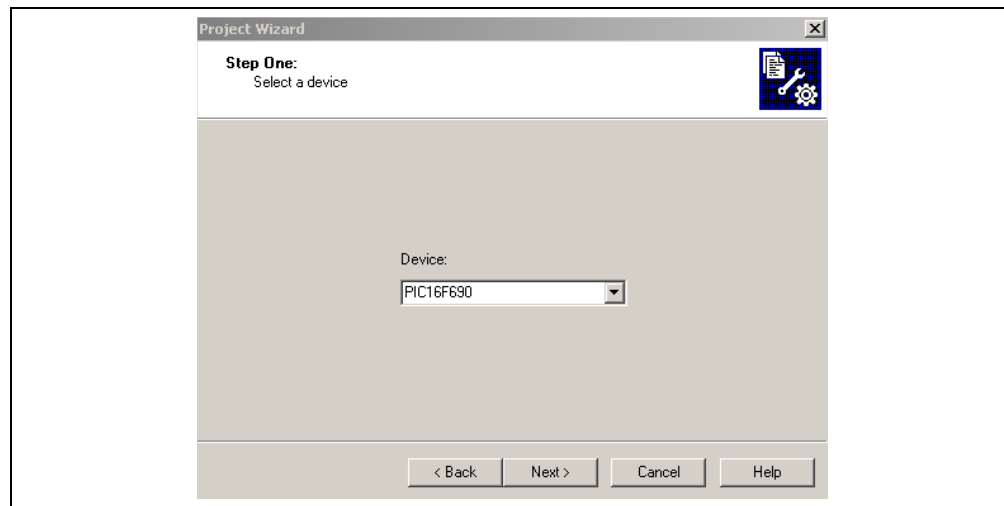 Project Wizard
Step One:
Select a device
Device:
PIC16F690
< Back Next > Cancel Help